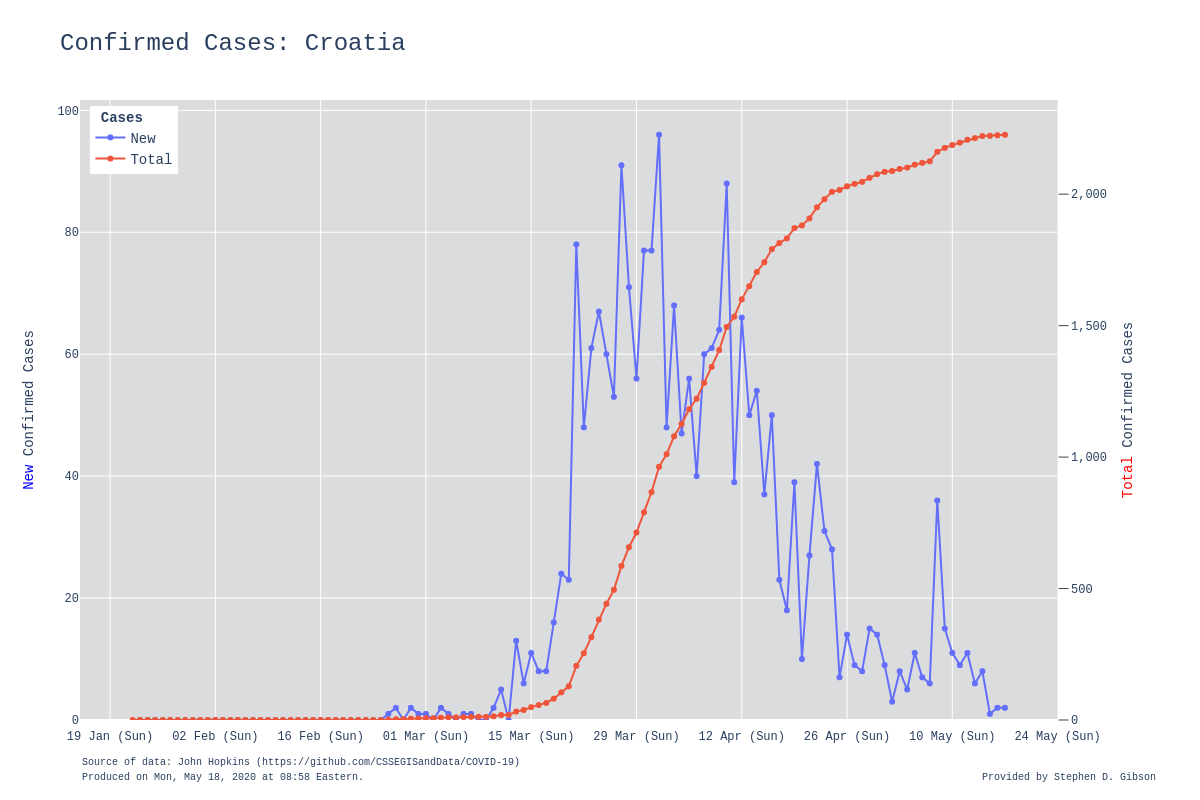 Confirmed Cases: Croatia
Cases
New
Total
100
80
60
40
20
0
New Confirmed Cases
2,000
1,500
1,000
500
0
Total Confirmed Cases
19 Jan (Sun) 02 Feb (Sun) 16 Feb (Sun) 01 Mar (Sun) 15 Mar (Sun) 29 Mar (Sun) 12 Apr (Sun) 26 Apr (Sun) 10 May (Sun) 24 May (Sun)
Source of data: John Hopkins (https://github.com/CSSEGISandData/COVID-19)
Produced on Mon, May 18, 2020 at 08:58 Eastern.
Provided by Stephen D. Gibson